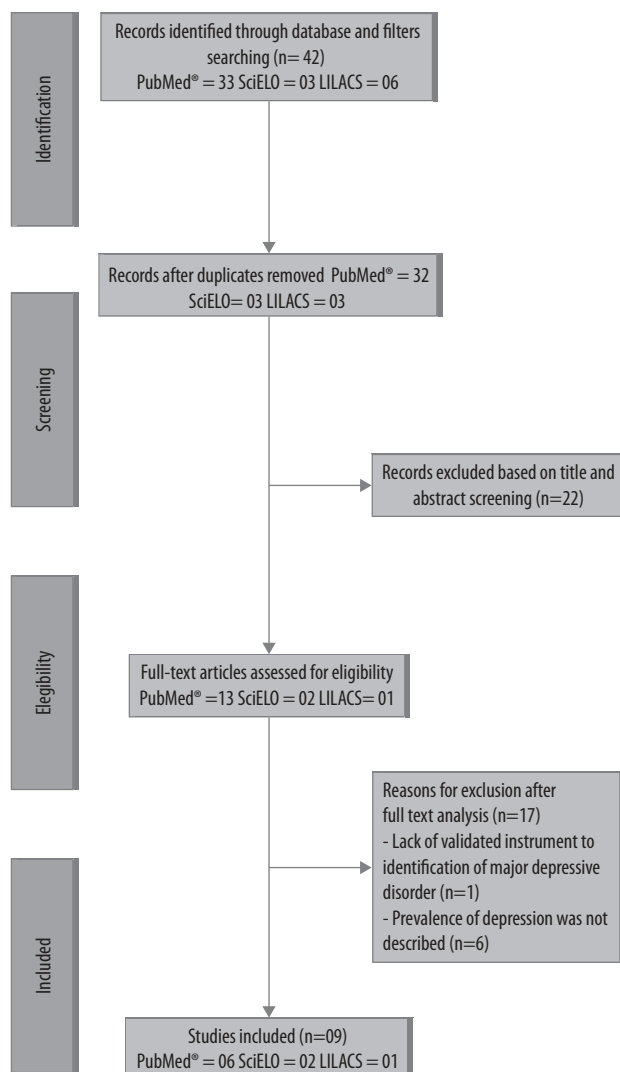 Identification
Records identified through database and filters
searching (n= 42)
PubMed® = 33 SciELO = 03 LILACS = 06
Records after duplicates removed PubMed® = 32
SciELO= 03 LILACS = 03
Screening
Records excluded based on title and
abstract screening (n=22)
Elegibility
Full-text articles assessed for eligibility
PubMed® =13 SciELO = 02 LILACS= 01
Reasons for exclusion after
full text analysis (n=17)
- Lack of validated instrument to
identification of major depressive
disorder (n=1)
- Prevalence of depression was not
described (n=6)
Included
Studies included (n=09)
PubMed® = 06 SciELO = 02 LILACS = 01